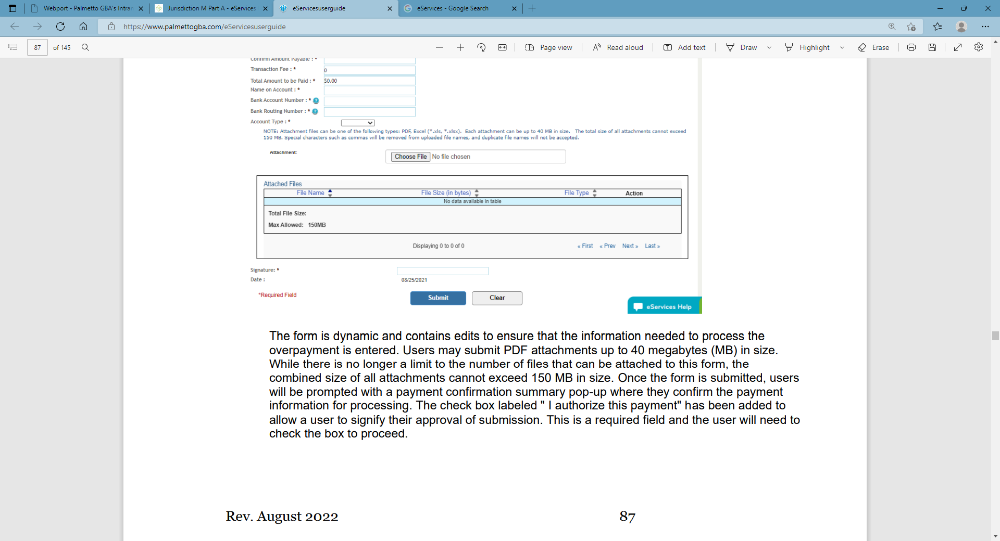 Webport - Palmetto GBA's Intran
Jurisdiction M Part A - eServices
eServicesuserguide
eServices - Google Search
https://www.palmettogba.com/eServicesuserguide
87 of 145
Page view
Read aloud
Add text
Draw
Highlight
Erase
Confirm Amount Payable : *
Transaction Fee : * 0
Total Amount to be Paid : * $0.00
Name on Account : *
Bank Account Number : * ?
Bank Routing Number : * ?
Account Type : *
NOTE: Attachment files can be one of the following types: PDF, Excel (*.xls, *.xlsx). Each attachment can be up to 40 MB in size. The total size of all attachments cannot exceed
150 MB. Special characters such as commas will be removed from uploaded file names, and duplicate file names will not be accepted.
Attachment: Choose File No file chosen
Attached Files
File Name File Size (in bytes) File Type Action
No data available in table
Total File Size:
Max Allowed: 150MB
Displaying 0 to 0 of 0 « First « Prev Next » Last »
Signature: *
Date : 08/25/2021
*Required Field Submit Clear
eServices Help
The form is dynamic and contains edits to ensure that the information needed to process the
overpayment is entered. Users may submit PDF attachments up to 40 megabytes (MB) in size.
While there is no longer a limit to the number of files that can be attached to this form, the
combined size of all attachments cannot exceed 150 MB in size. Once the form is submitted, users
will be prompted with a payment confirmation summary pop-up where they confirm the payment
information for processing. The check box labeled " I authorize this payment" has been added to
allow a user to signify their approval of submission. This is a required field and the user will need to
check the box to proceed.
Rev. August 2022 87